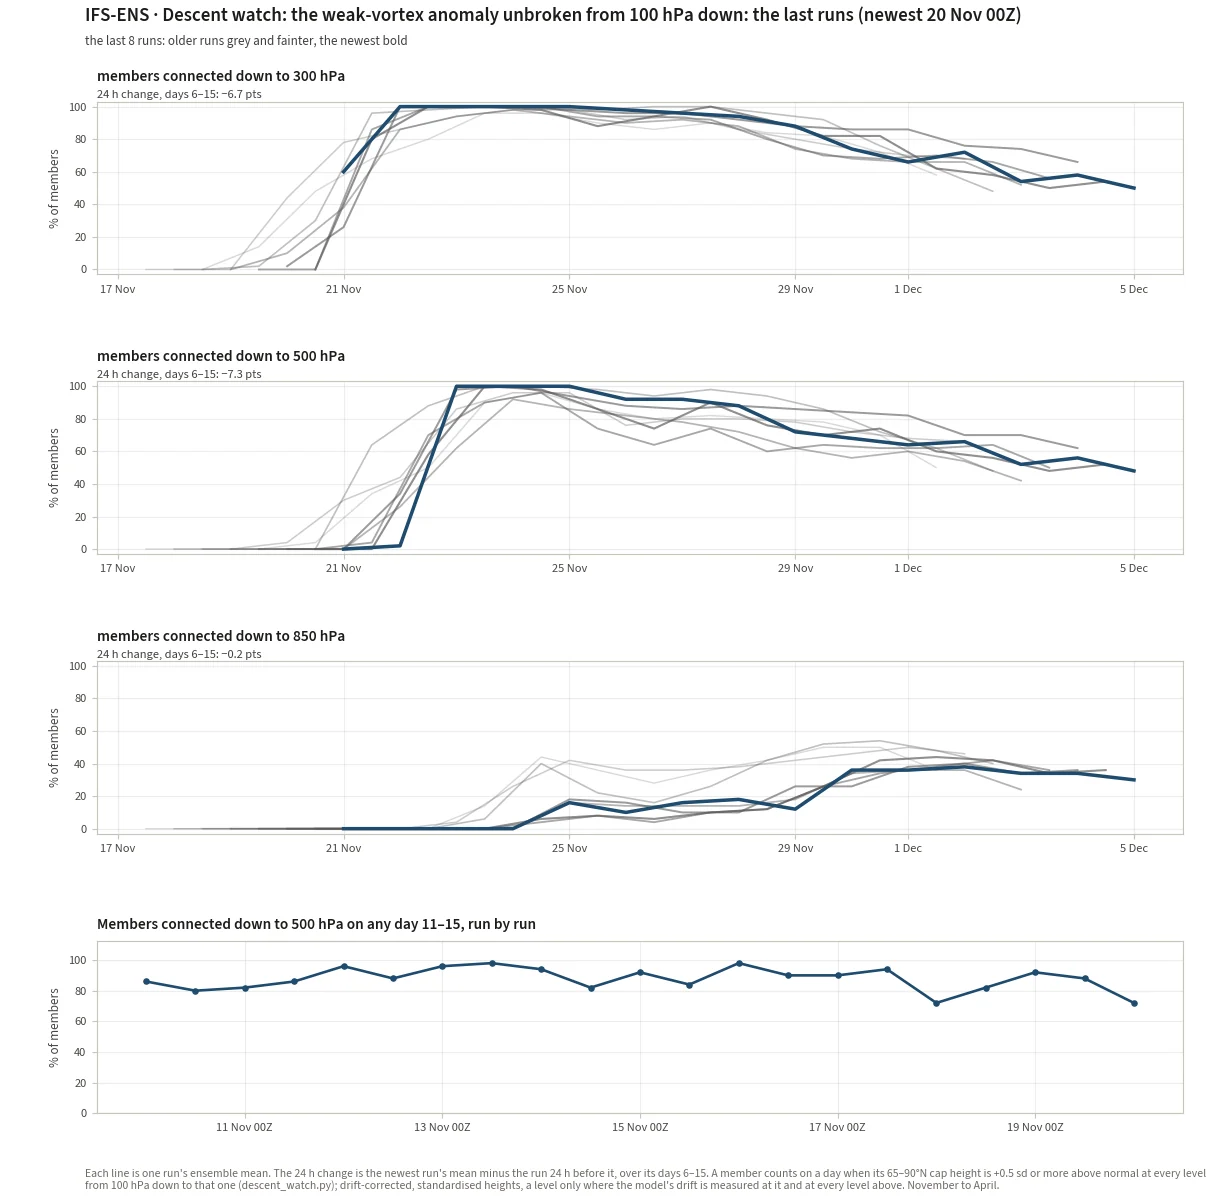 IFS-ENS · Descent watch: the weak-vortex anomaly unbroken from 100 hPa down: the last runs (newest 20 Nov 00Z)
the last 8 runs: older runs grey and fainter, the newest bold
members connected down to 300 hPa
24 h change, days 6–15: −6.7 pts
100
80
60
40
20
0
% of members
17 Nov
21 Nov
25 Nov
29 Nov
1 Dec
5 Dec
members connected down to 500 hPa
24 h change, days 6–15: −7.3 pts
100
80
60
40
20
0
% of members
17 Nov
21 Nov
25 Nov
29 Nov
1 Dec
5 Dec
members connected down to 850 hPa
24 h change, days 6–15: −0.2 pts
100
80
60
40
20
0
% of members
17 Nov
21 Nov
25 Nov
29 Nov
1 Dec
5 Dec
Members connected down to 500 hPa on any day 11–15, run by run
100
80
60
40
20
0
% of members
11 Nov 00Z
13 Nov 00Z
15 Nov 00Z
17 Nov 00Z
19 Nov 00Z
Each line is one run's ensemble mean. The 24 h change is the newest run's mean minus the run 24 h before it, over its days 6–15. A member counts on a day when its 65–90°N cap height is +0.5 sd or more above normal at every level
from 100 hPa down to that one (descent_watch.py); drift-corrected, standardised heights, a level only where the model's drift is measured at it and at every level above. November to April.